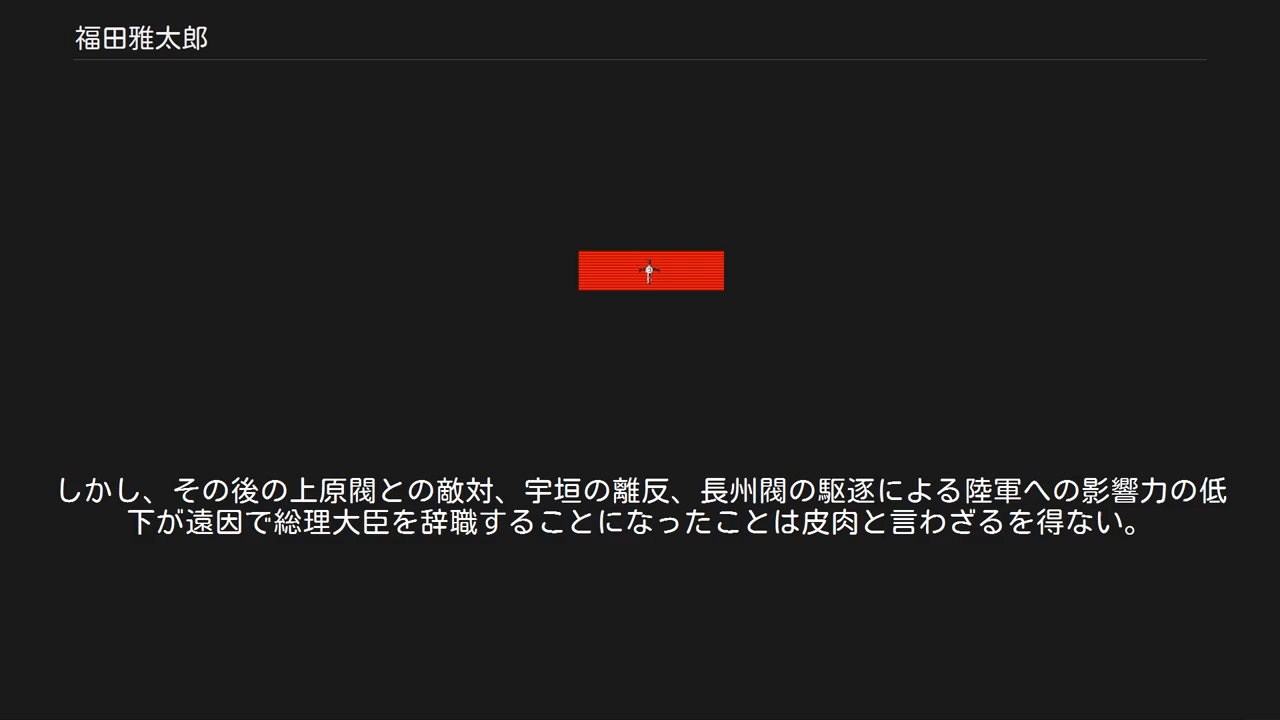 福田雅太郎
しかし、その後の上原閥との敵対、宇垣の離反、長州閥の駆逐による陸軍への影響力の低
下が遠因で総理大臣を辞職することになったことは皮肉と言わざるを得ない。